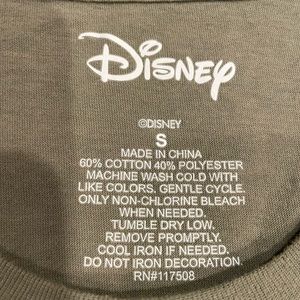 Disney
©DISNEY
S
MADE IN CHINA
60% COTTON 40% POLYESTER
MACHINE WASH COLD WITH
LIKE COLORS. GENTLE CYCLE.
ONLY NON-CHLORINE BLEACH
WHEN NEEDED.
TUMBLE DRY LOW.
REMOVE PROMPTLY.
COOL IRON IF NEEDED.
DO NOT IRON DECORATION.
RN#117508